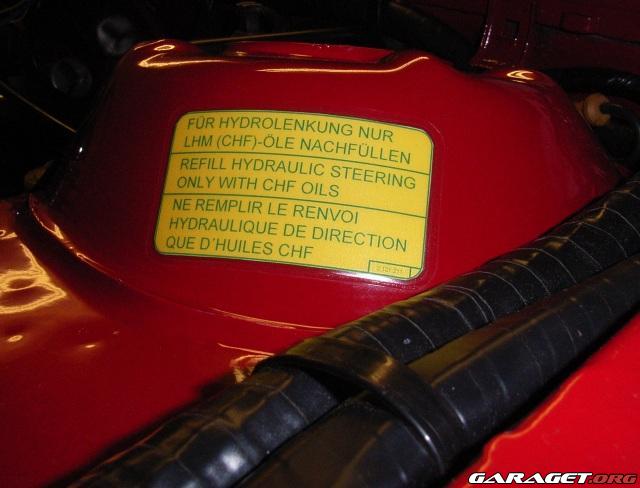 FÜR HYDROLENKUNG NUR
LHM (CHF)-ÖLE NACHFÜLLEN
REFILL HYDRAULIC STEERING
ONLY WITH CHF OILS
NE REMPLIR LE RENVOI
HYDRAULIQUE DE DIRECTION
QUE D´HUILES CHF
GARAGET.ORG